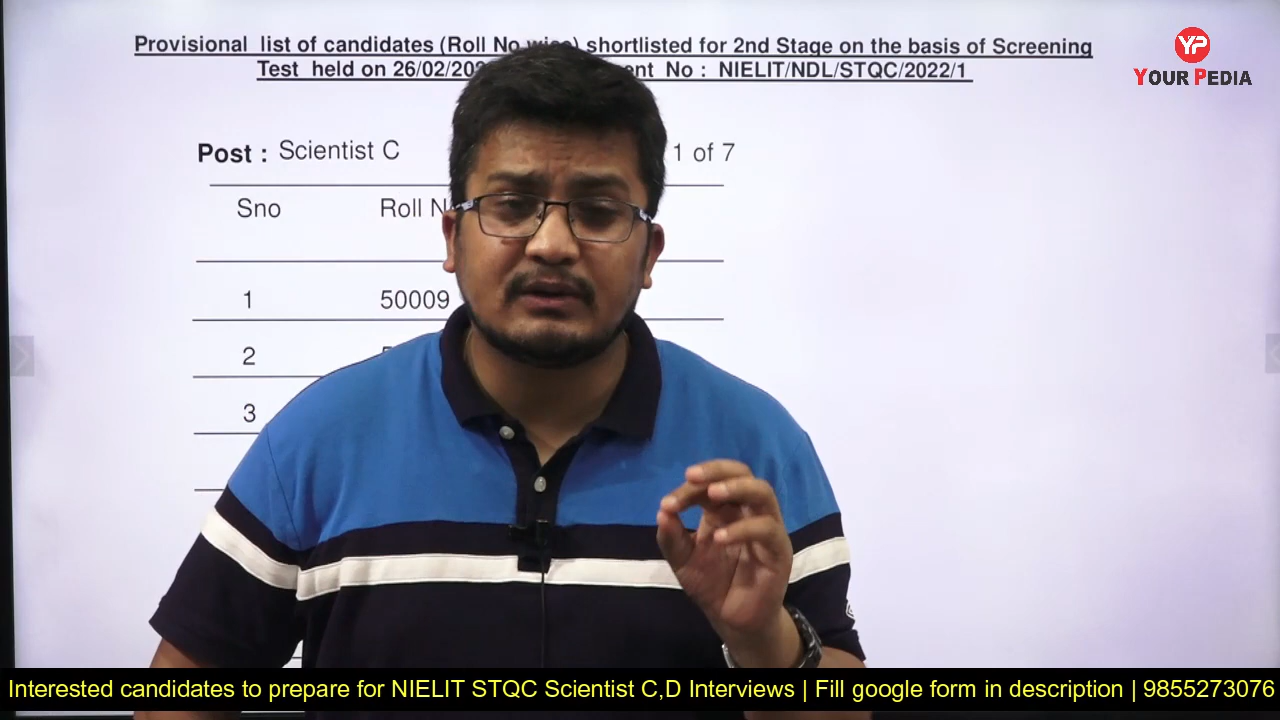 Provisional list of candidates (Roll No wise) shortlisted for 2nd Stage on the basis of Screening
Test held on 26/02/202 No : NIELIT/NDL/STQC/2022/1
YP
YOUR PEDIA
Post : Scientist C 1 of 7
Sno Roll N
1 50009
2
3
Interested candidates to prepare for NIELIT STQC Scientist C,D Interviews | Fill google form in description | 9855273076